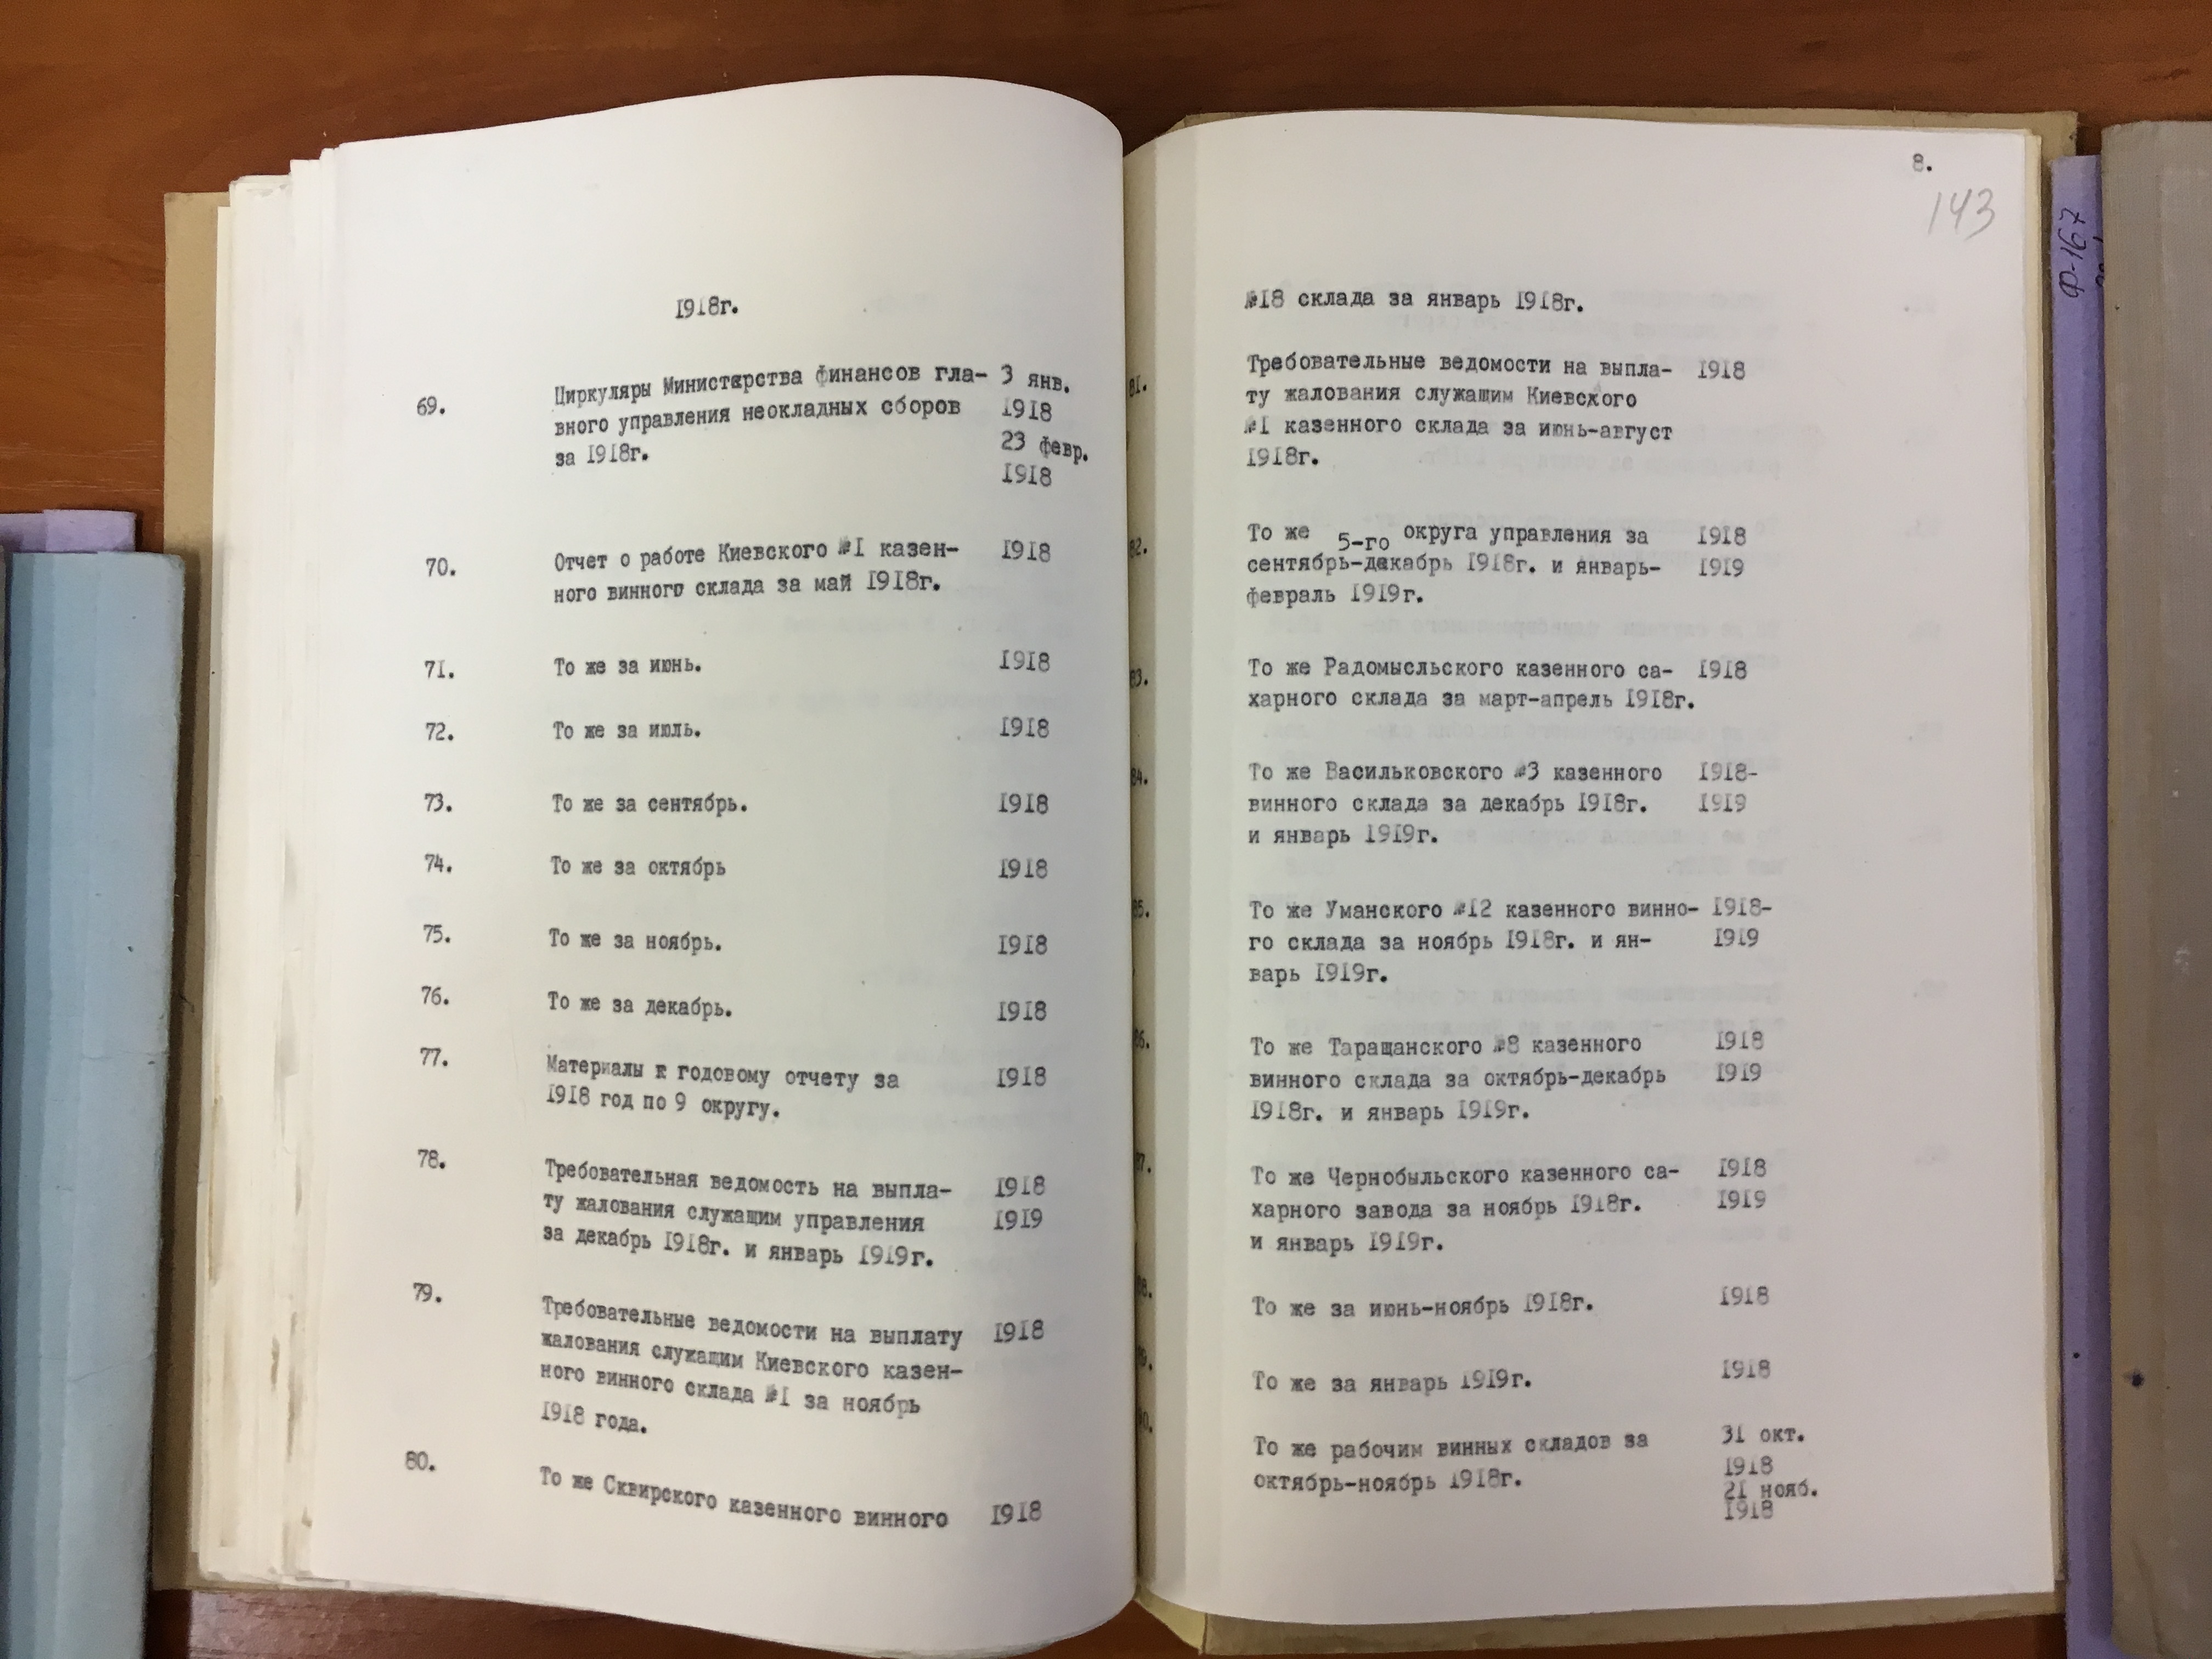 1918г.
69. Циркуляры Министерства финансов гла- 3 янв.
вного управления неокладных сборов 1918
за 1918г. 23 февр.
1918
70. Отчет о работе Киевского №1 казен- 1918
ного винного склада за май 1918г.
71. То же за июнь. 1918
72. То же за июль. 1918
73. То же за сентябрь. 1918
74. То же за октябрь 1918
75. То же за ноябрь. 1918
76. То же за декабрь. 1918
77. Материалы к годовому отчету за 1918
1918 год по 9 округу.
78. Требовательная ведомость на выпла- 1918
ту жалования служащим управления 1919
за декабрь 1918г. и январь 1919г.
79. Требовательные ведомости на выплату 1918
жалования служащим Киевского казен-
ного винного склада №1 за ноябрь
1918 года.
80. То же Сквирского казенного винного 1918
8.
143
№18 склада за январь 1918г.
81. Требовательные ведомости на выпла- 1918
ту жалования служащим Киевского
№1 казенного склада за июнь-август
1918г.
82. То же 5-го округа управления за 1918
сентябрь-декабрь 1918г. и январь- 1919
февраль 1919г.
83. То же Радомысльского казенного са- 1918
харного склада за март-апрель 1918г.
84. То же Васильковского №3 казенного 1918-
винного склада за декабрь 1918г. 1919
и январь 1919г.
85. То же Уманского №12 казенного винно- 1918-
го склада за ноябрь 1918г. и ян- 1919
варь 1919г.
86. То же Таращанского №8 казенного 1918
винного склада за октябрь-декабрь 1919
1918г. и январь 1919г.
87. То же Чернобыльского казенного са- 1918
харного завода за ноябрь 1918г. 1919
и январь 1919г.
88. То же за июнь-ноябрь 1918г. 1918
89. То же за январь 1919г. 1918
90. То же рабочим винных складов за 31 окт.
октябрь-ноябрь 1918г. 1918
21 нояб.
1918
Ф-167